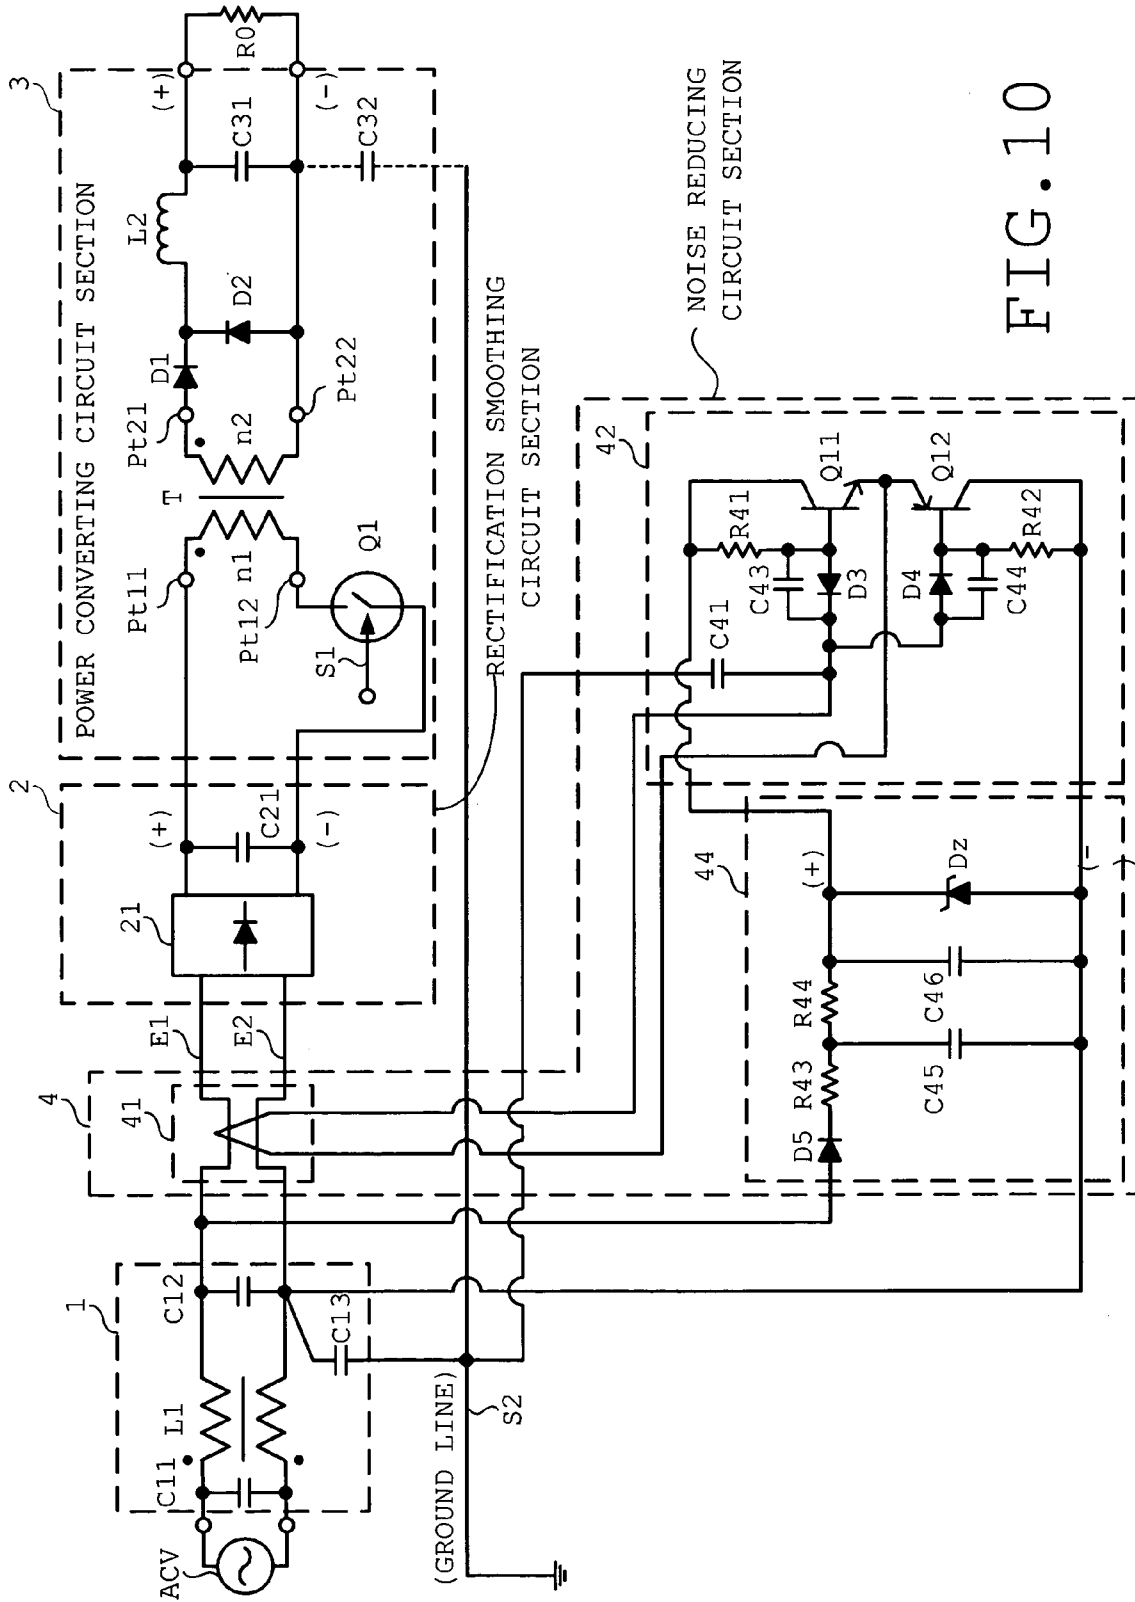 3
POWER CONVERTING CIRCUIT SECTION
(+)
(-)
R0
C31
C32
L2
D1
D2
Pt21
Pt22
n2
T
n1
Pt11
Pt12
Q1
S1
2
RECTIFICATION SMOOTHING
CIRCUIT SECTION
(+)
(-)
C21
21
E1
E2
4
41
1
C12
C13
L1
C11
ACV
(GROUND LINE)
S2
NOISE REDUCING
CIRCUIT SECTION
42
Q11
Q12
R41
R42
C43
D3
D4
C44
C41
44
(+)
(-)
Dz
R44
C46
R43
C45
D5
FIG.10